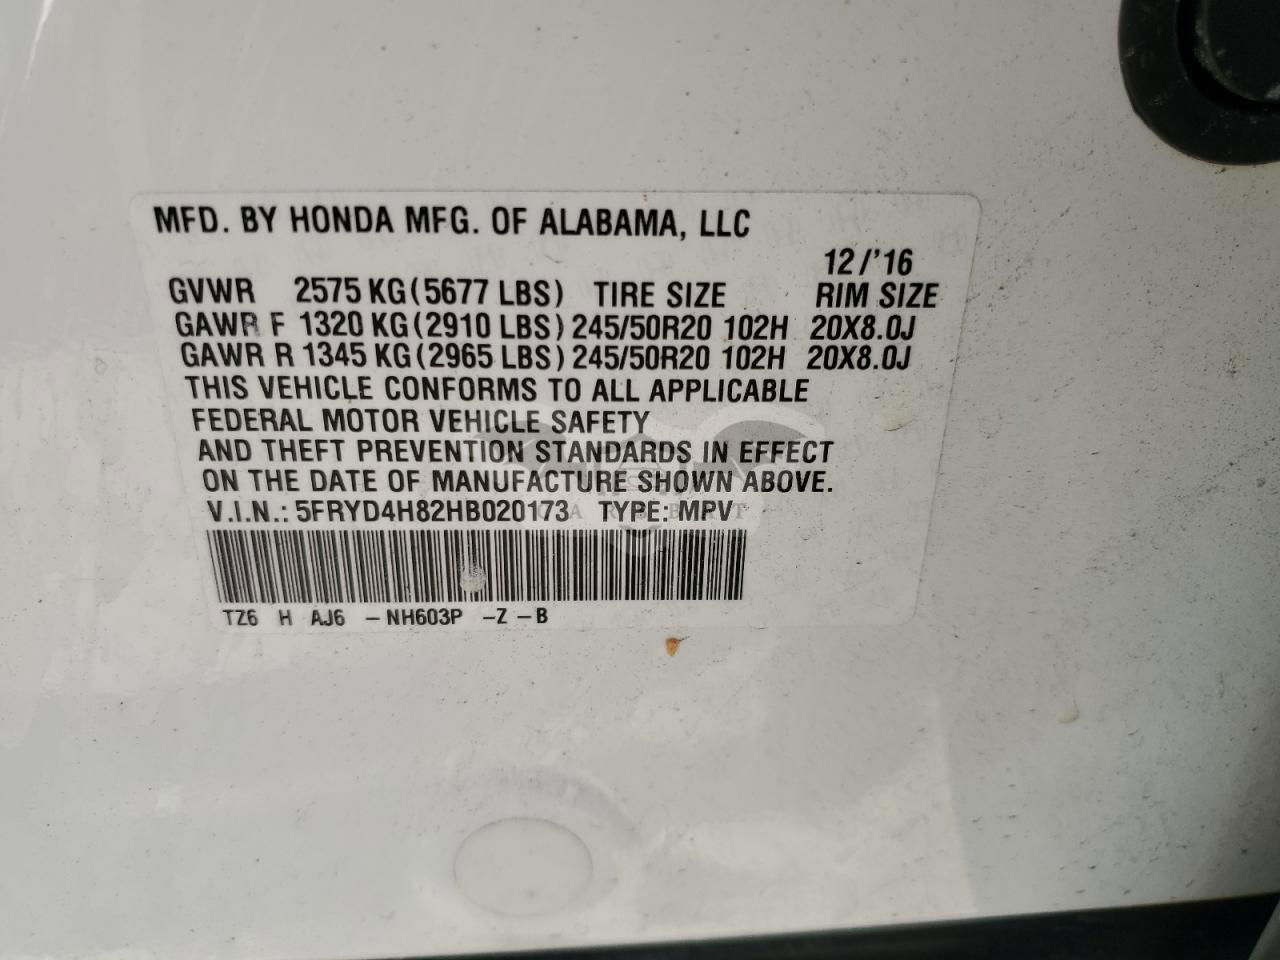 MFD. BY HONDA MFG. OF ALABAMA, LLC
12/'16
GVWR 2575 KG(5677 LBS) TIRE SIZE RIM SIZE
GAWR F 1320 KG(2910 LBS) 245/50R20 102H 20X8.0J
GAWR R 1345 KG(2965 LBS) 245/50R20 102H 20X8.0J
THIS VEHICLE CONFORMS TO ALL APPLICABLE
FEDERAL MOTOR VEHICLE SAFETY
AND THEFT PREVENTION STANDARDS IN EFFECT
ON THE DATE OF MANUFACTURE SHOWN ABOVE.
V.I.N.: 5FRYD4H82HB020173 TYPE: MPV
TZ6 H AJ6 -NH603P -Z-B